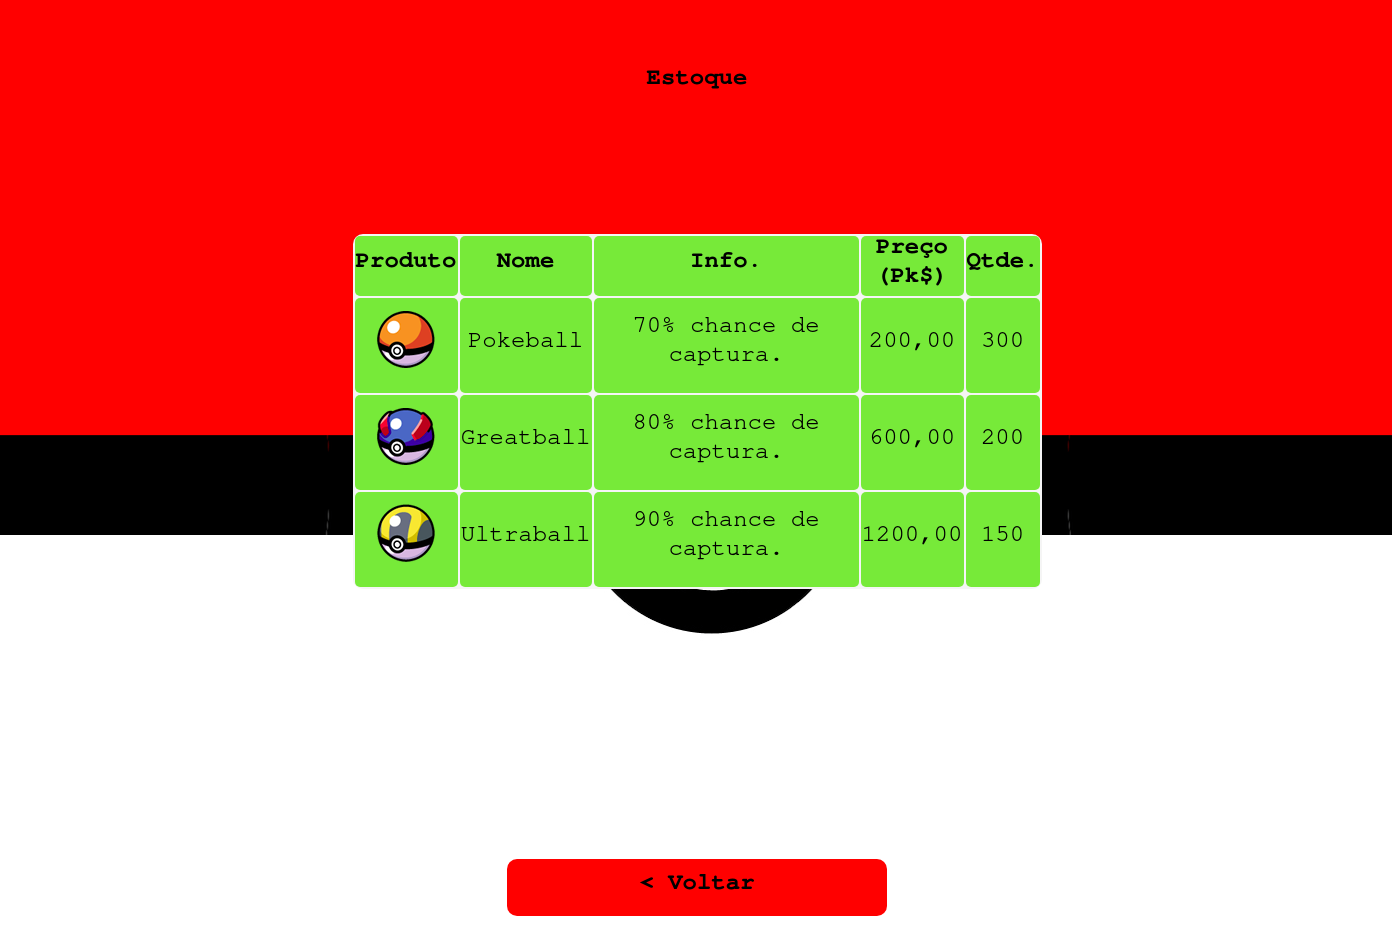 Estoque
Produto Nome Info. Preço (Pk$) Qtde.
Pokeball 70% chance de captura. 200,00 300
Greatball 80% chance de captura. 600,00 200
Ultraball 90% chance de captura. 1200,00 150
< Voltar